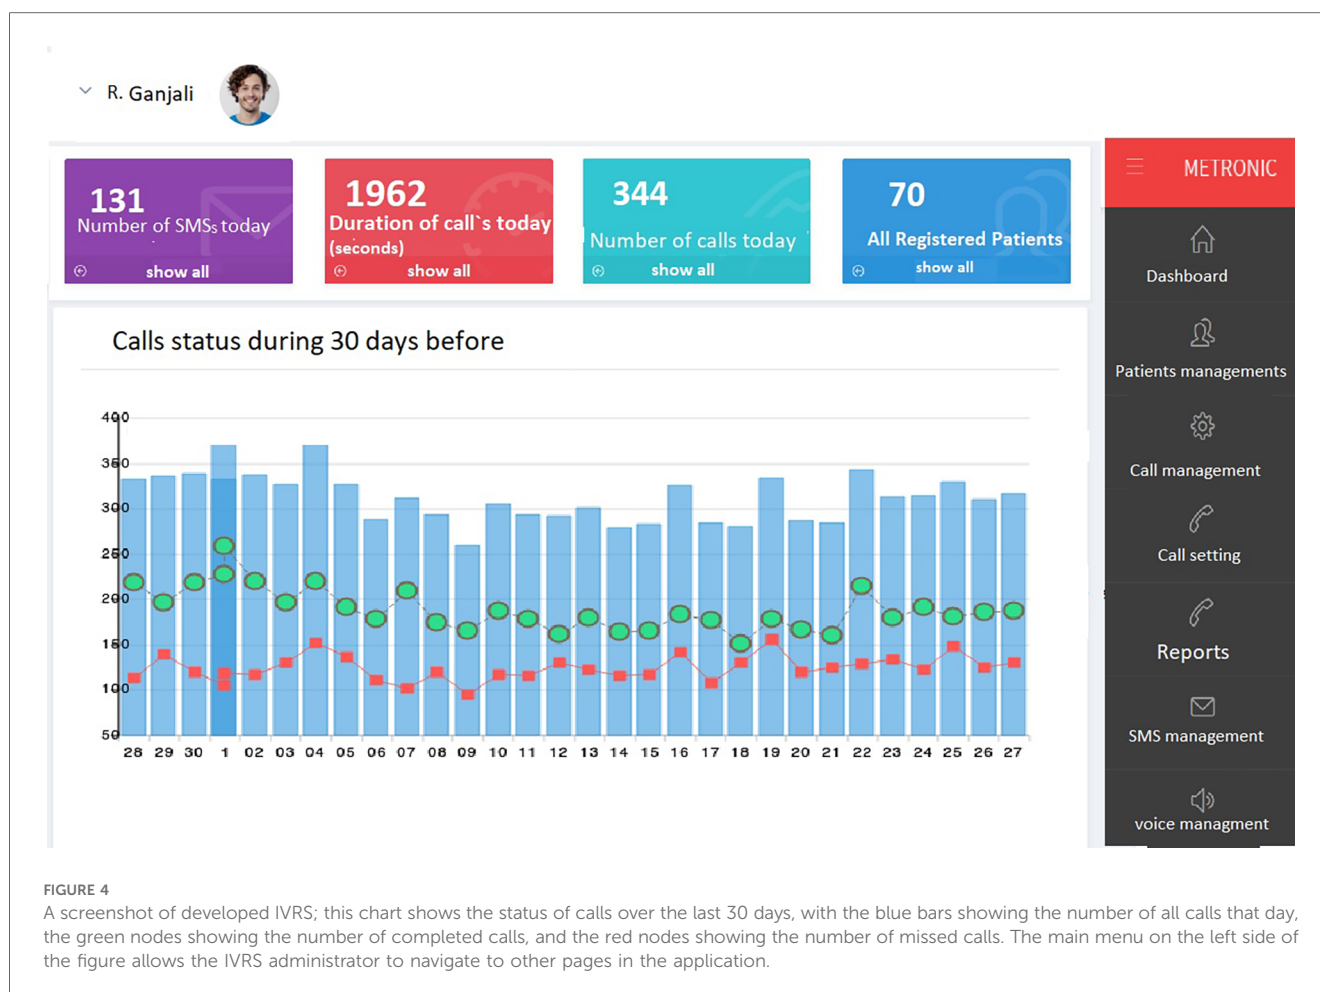 R. Ganjali
131
Number of SMSs today
show all
1962
Duration of call`s today
(seconds)
show all
344
Number of calls today
show all
70
All Registered Patients
show all
METRONIC
Dashboard
Patients managements
Call management
Call setting
Reports
SMS management
voice managment
Calls status during 30 days before
400
350
300
250
200
150
100
50
28 29 30 1 02 03 04 05 06 07 08 09 10 11 12 13 14 15 16 17 18 19 20 21 22 23 24 25 26 27
FIGURE 4
A screenshot of developed IVRS; this chart shows the status of calls over the last 30 days, with the blue bars showing the number of all calls that day,
the green nodes showing the number of completed calls, and the red nodes showing the number of missed calls. The main menu on the left side of
the figure allows the IVRS administrator to navigate to other pages in the application.